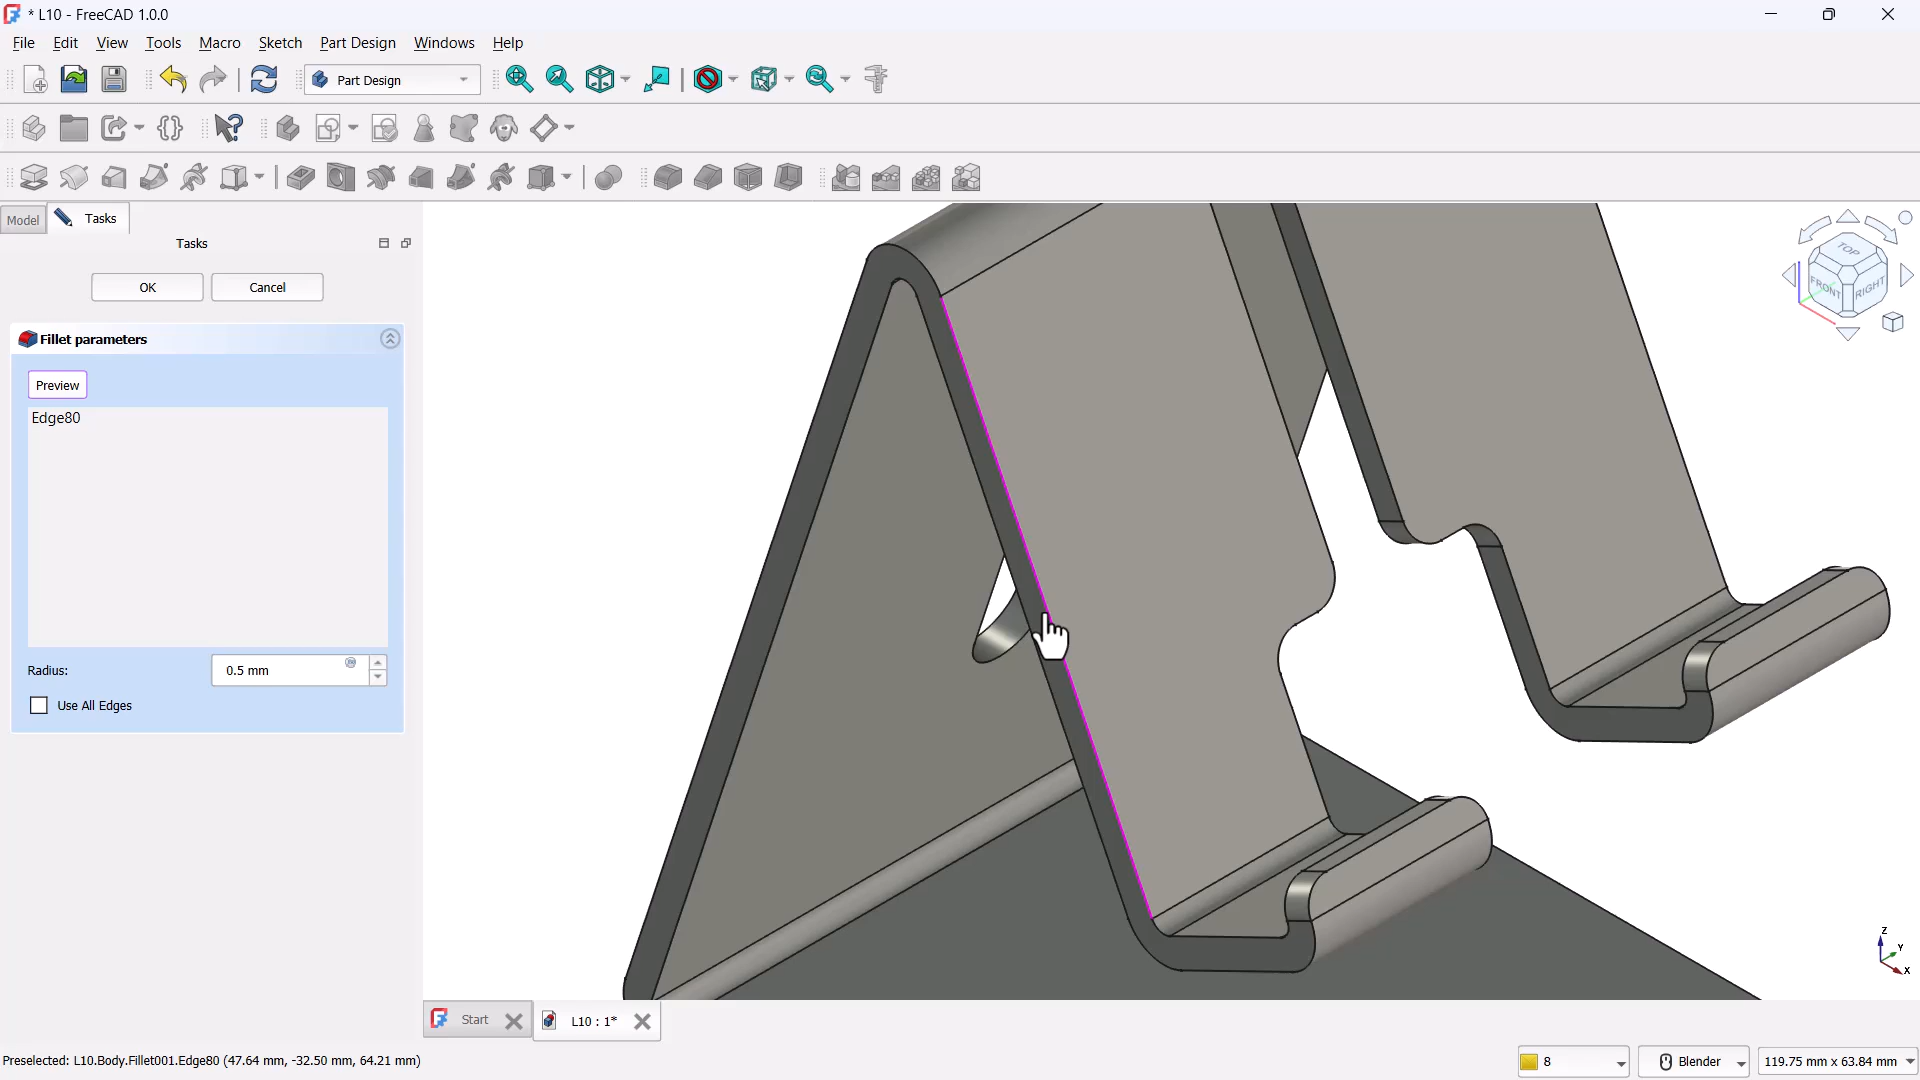 * L10 - FreeCAD 1.0.0
File Edit View Tools Macro Sketch Part Design Windows Help
Part Design
Model Tasks
Tasks
OK Cancel
Fillet parameters
Preview
Edge80
Radius: 0.5 mm
Use All Edges
TOP
FRONT RIGHT
Z
Y
X
Start L10 : 1*
Preselected: L10.Body.Fillet001.Edge80 (47.64 mm, -32.50 mm, 64.21 mm) 8 Blender 119.75 mm x 63.84 mm